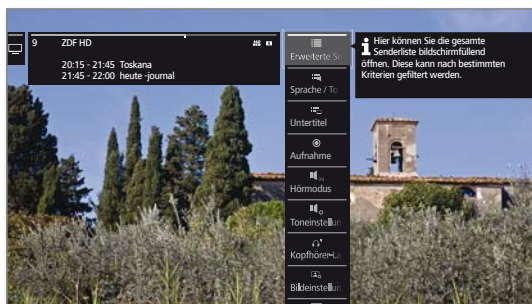 9 ZDF HD
20:15 - 21:45 Toskana
21:45 - 22:00 heute -journal
Erweiterte Se
Sprache / To
Untertitel
Aufnahme
Hörmodus
Toneinstellun
Kopfhörer-La
Bildeinstellun
Hier können Sie die gesamte
Senderliste bildschirmfüllend
öffnen. Diese kann nach bestimmten
Kriterien gefiltert werden.